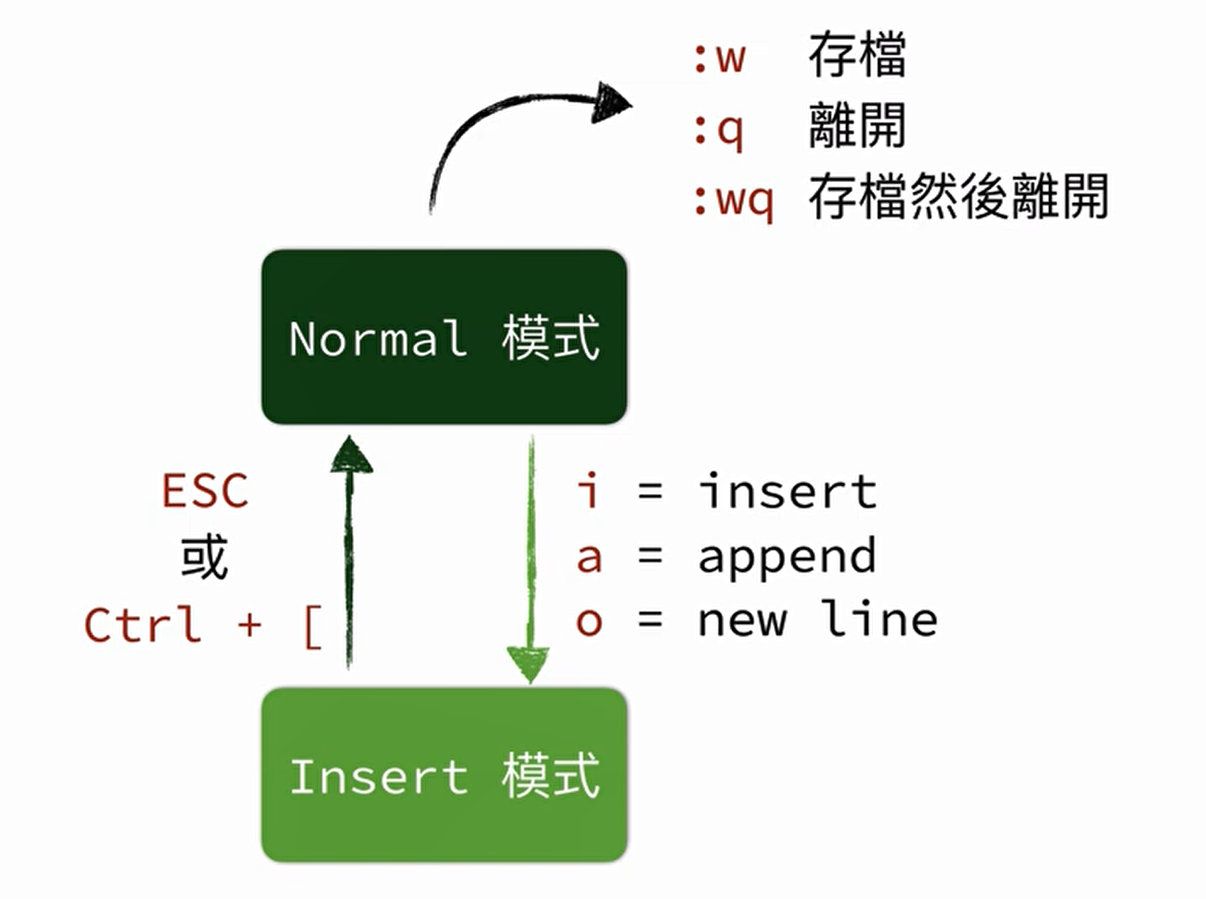 :w 存檔
:q 離開
:wq 存檔然後離開
Normal 模式
ESC
或
Ctrl + [
i = insert
a = append
o = new line
Insert 模式